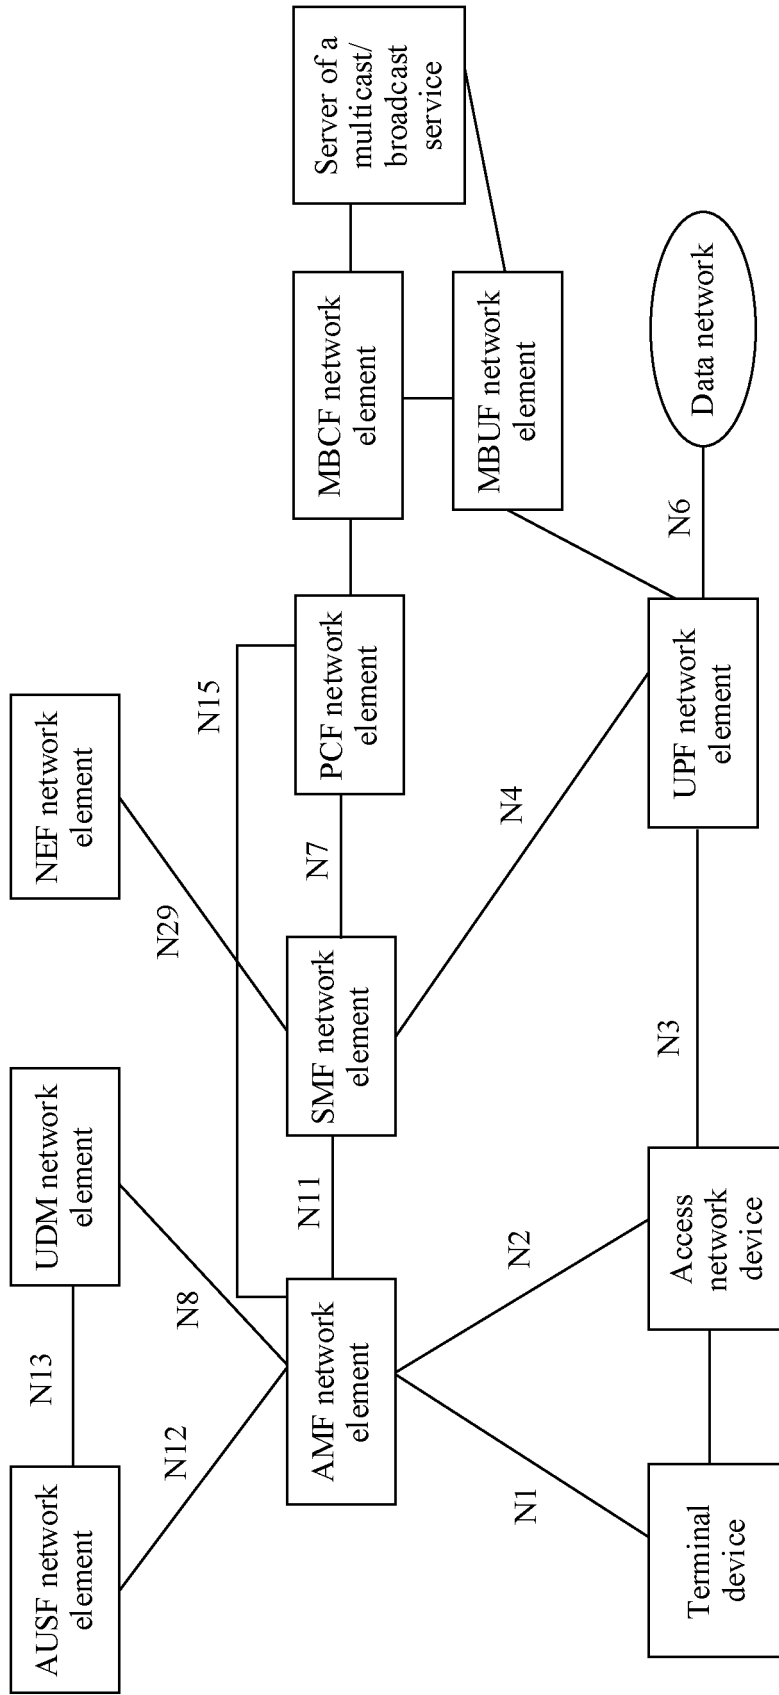 AUSF network
element
N13
UDM network
element
NEF network
element
N12
N8
N29
N15
AMF network
element
N11
SMF network
element
N7
PCF network
element
MBCF network
element
Server of a
multicast/
broadcast
service
N1
N2
N4
MBUF network
element
Terminal
device
Access
network
device
N3
UPF network
element
N6
Data network